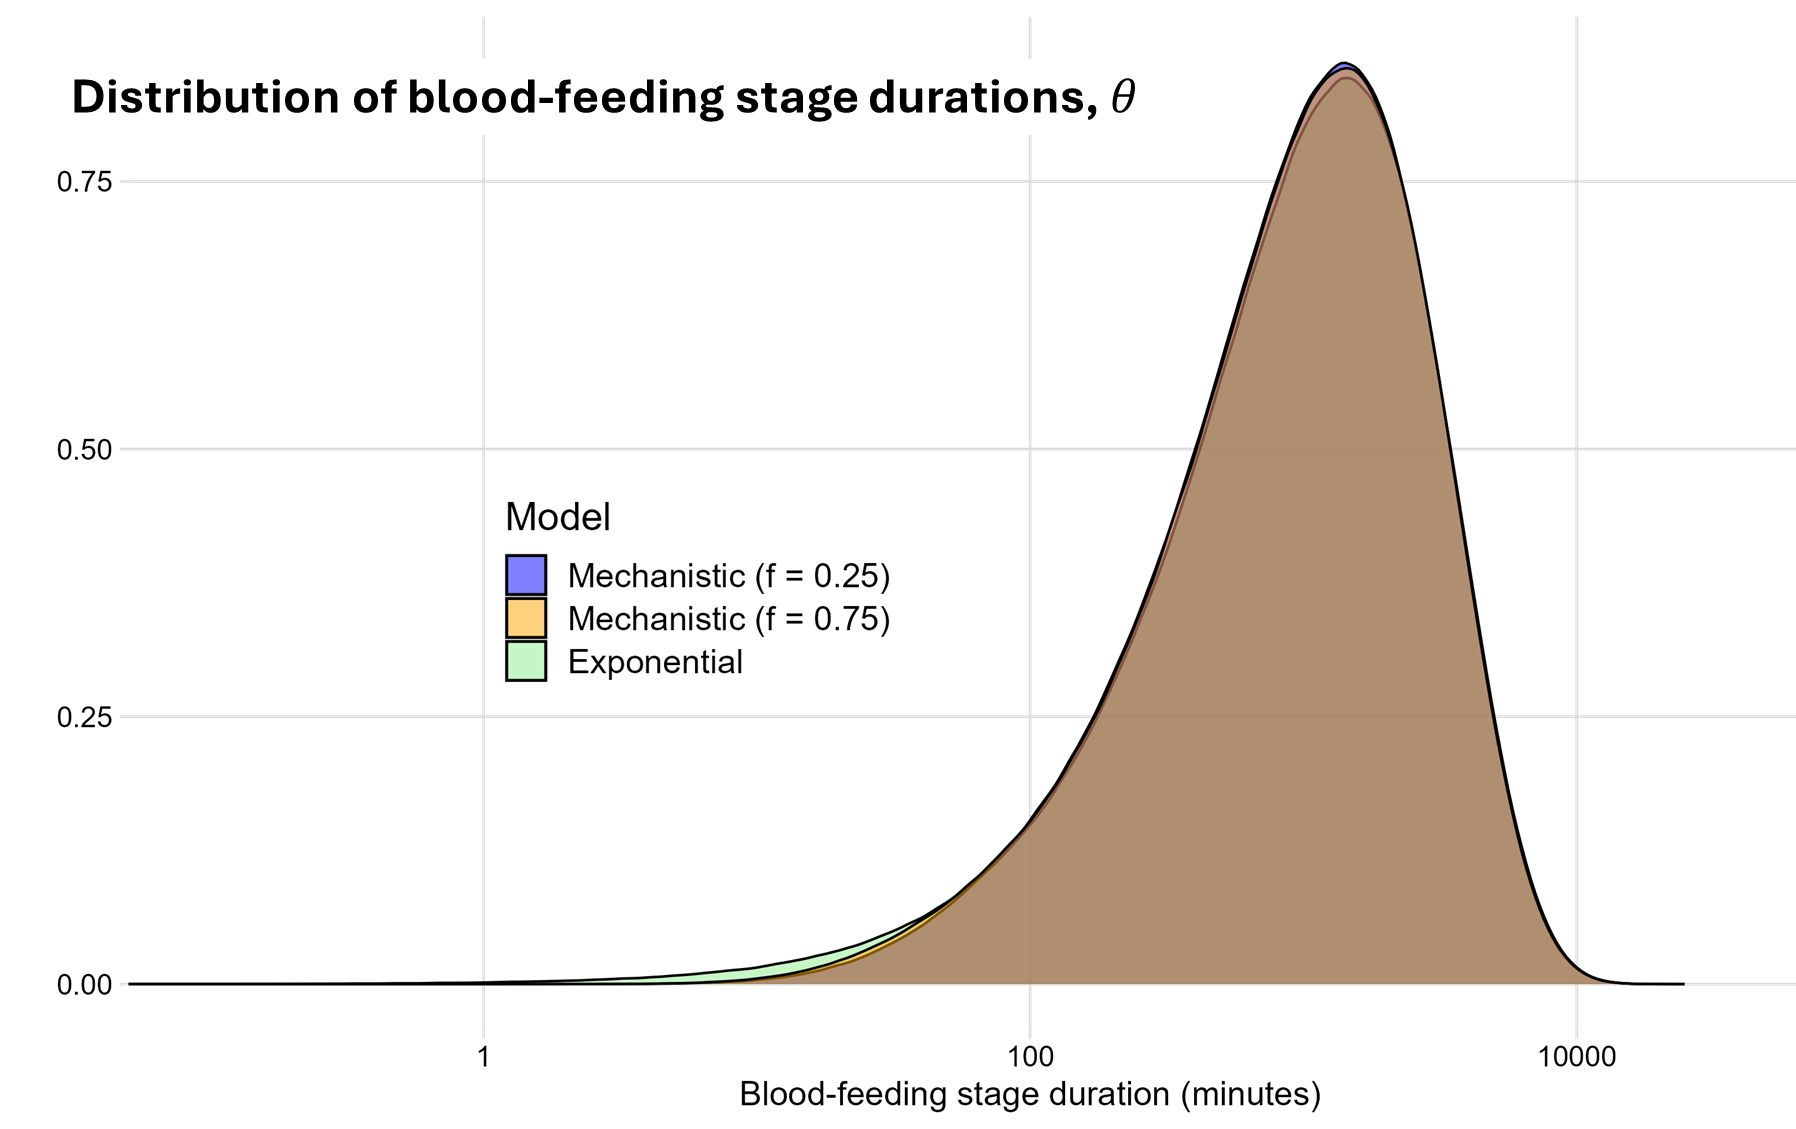 Distribution of blood-feeding stage durations, θ
0.75
0.50
0.25
0.00
Model
Mechanistic (f = 0.25)
Mechanistic (f = 0.75)
Exponential
1
100
10000
Blood-feeding stage duration (minutes)